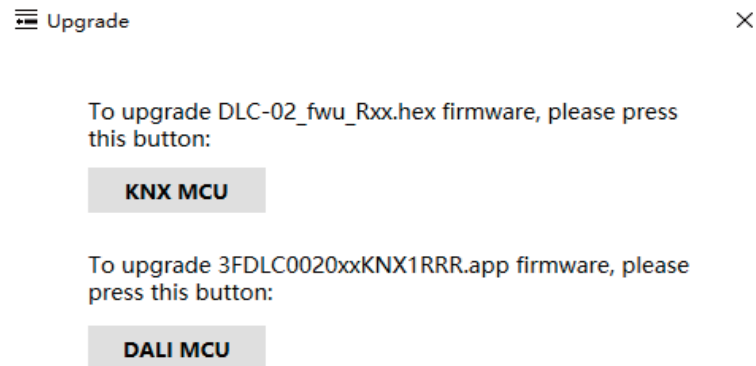 Upgrade
To upgrade DLC-02_fwu_Rxx.hex firmware, please press
this button:
KNX MCU
To upgrade 3FDLC0020xxKNX1RRR.app firmware, please
press this button:
DALI MCU